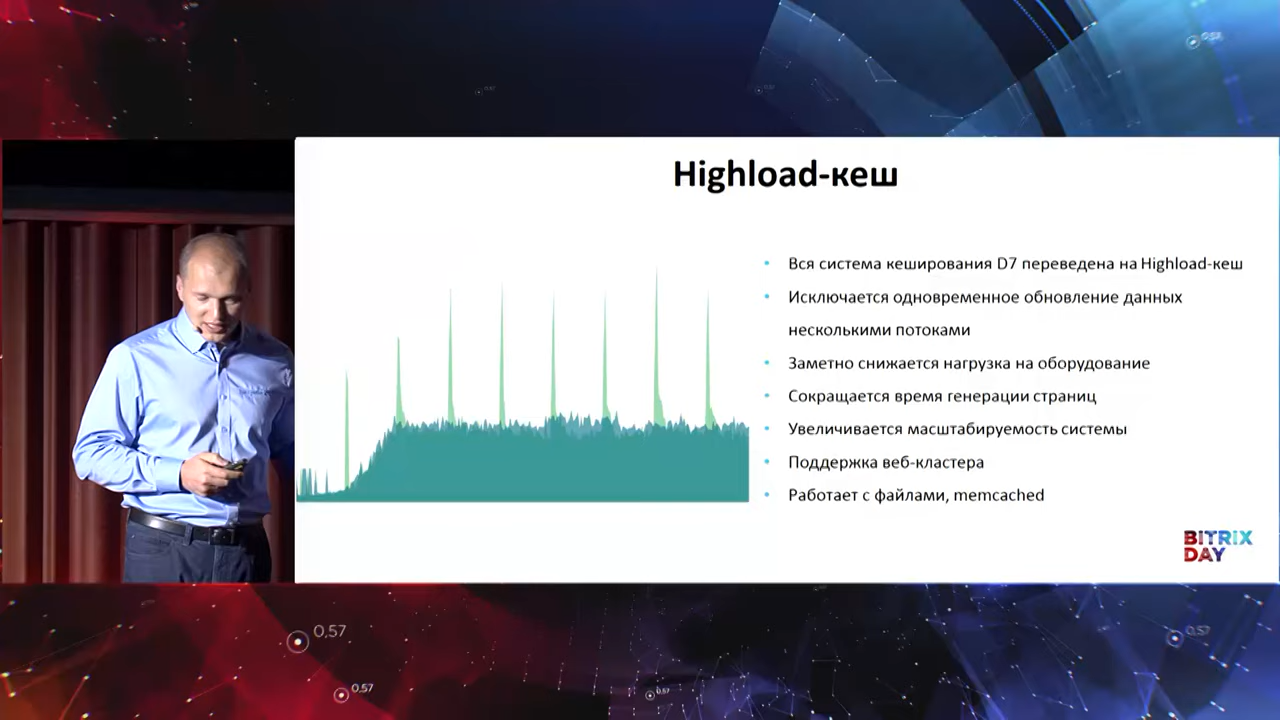 Highload-кеш
Вся система кеширования D7 переведена на Highload-кеш
Исключается одновременное обновление данных
несколькими потоками
Заметно снижается нагрузка на оборудование
Сокращается время генерации страниц
Увеличивается масштабируемость системы
Поддержка веб-кластера
Работает с файлами, memcached
BITRIX
DAY
0,57
0,57
0,57
0,57